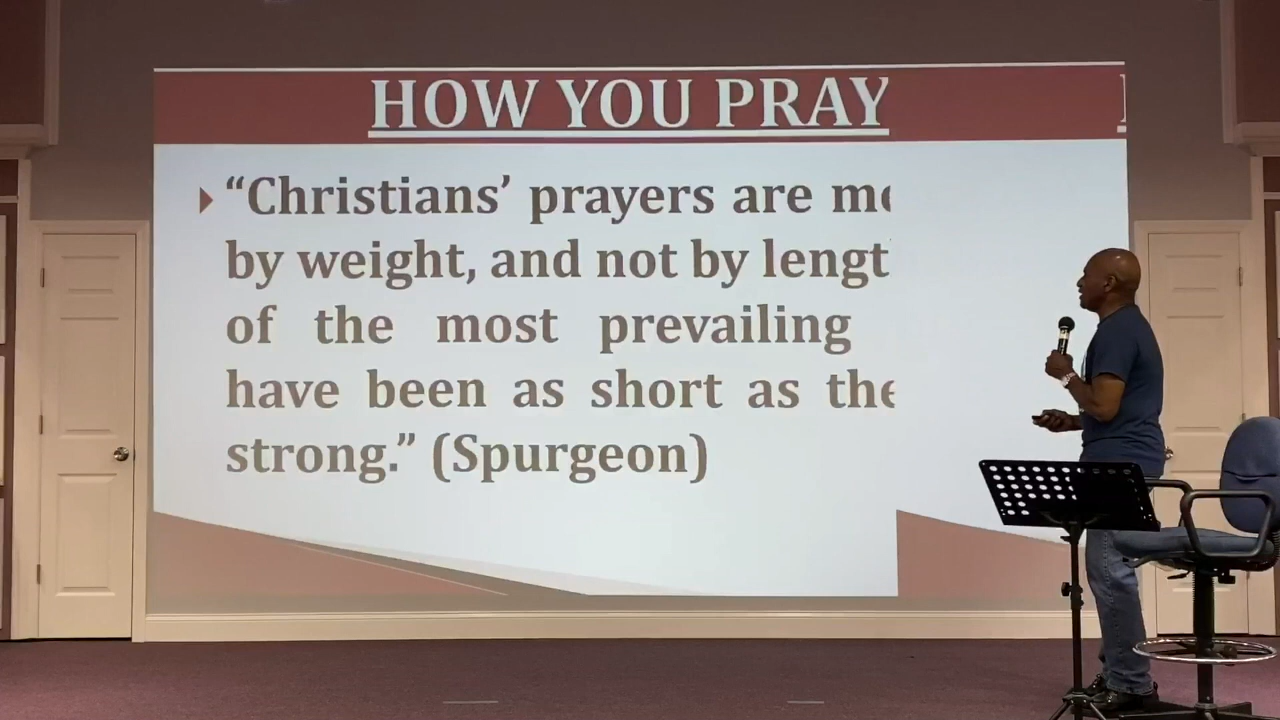 HOW YOU PRAY
“Christians’ prayers are
by weight, and not by
of the most prevailing
have been as short as
strong.” (Spurgeon)